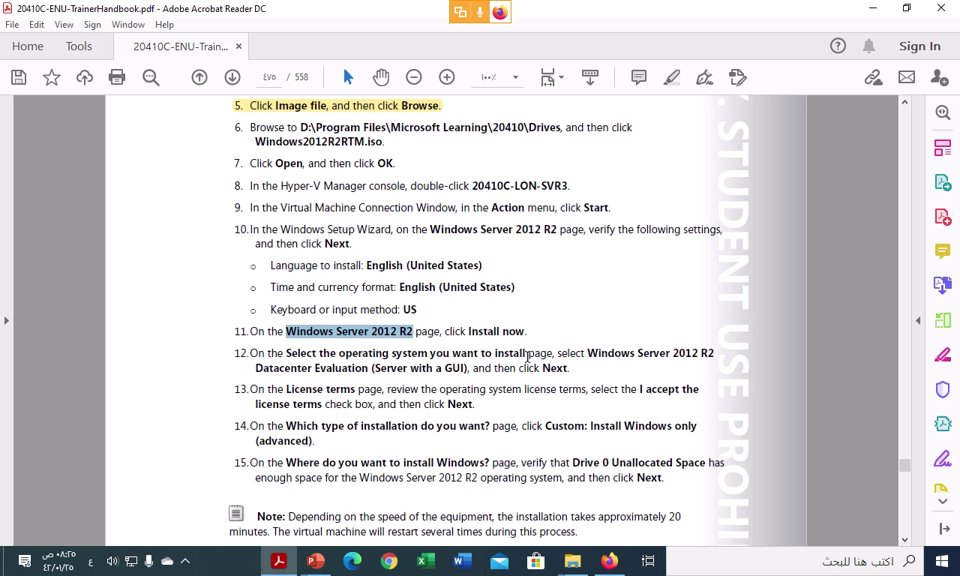 20410C-ENU-TrainerHandbook.pdf - Adobe Acrobat Reader DC
File Edit View Sign Window Help
Home Tools 20410C-ENU-Train... × Sign In
٤٧٥ / 558 ١٠٠%
5. Click Image file, and then click Browse.
6. Browse to D:\Program Files\Microsoft Learning\20410\Drives, and then click
Windows2012R2RTM.iso.
7. Click Open, and then click OK.
8. In the Hyper-V Manager console, double-click 20410C-LON-SVR3.
9. In the Virtual Machine Connection Window, in the Action menu, click Start.
10. In the Windows Setup Wizard, on the Windows Server 2012 R2 page, verify the following settings,
and then click Next.
o Language to install: English (United States)
o Time and currency format: English (United States)
o Keyboard or input method: US
11. On the Windows Server 2012 R2 page, click Install now.
12. On the Select the operating system you want to install page, select Windows Server 2012 R2
Datacenter Evaluation (Server with a GUI), and then click Next.
13. On the License terms page, review the operating system license terms, select the I accept the
license terms check box, and then click Next.
14. On the Which type of installation do you want? page, click Custom: Install Windows only
(advanced).
15. On the Where do you want to install Windows? page, verify that Drive 0 Unallocated Space has
enough space for the Windows Server 2012 R2 operating system, and then click Next.
Note: Depending on the speed of the equipment, the installation takes approximately 20
minutes. The virtual machine will restart several times during this process.
STUDENT USE PROHI
٠٨:٢٥ ص
٤٢/٠١/٢٥
ع
اكتب هنا للبحث